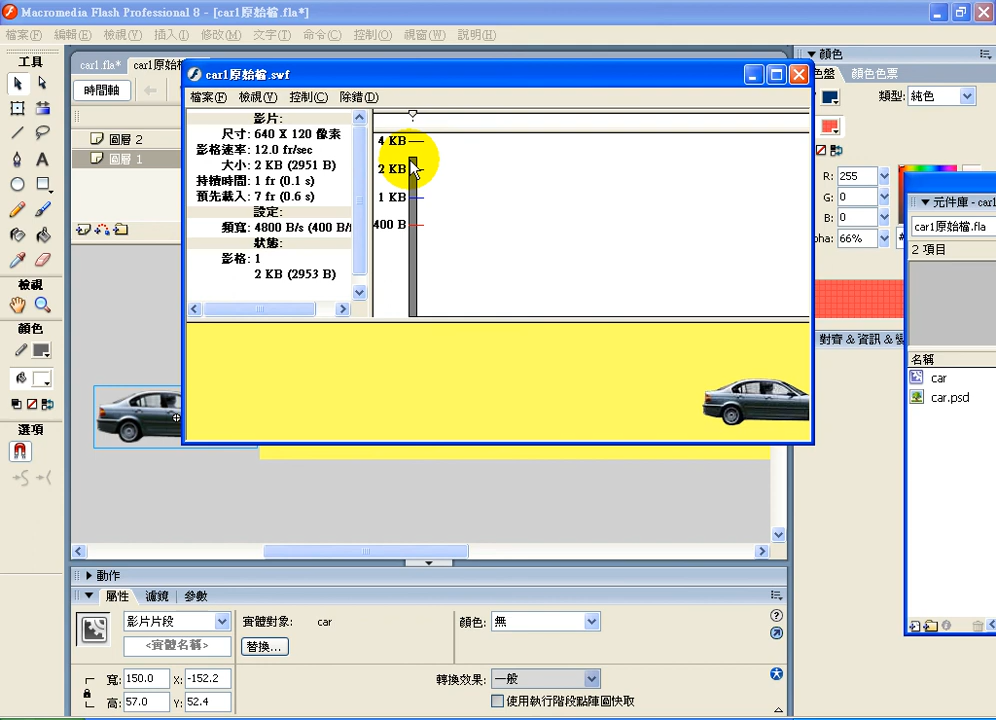 Macromedia Flash Professional 8 - [car1原始檔.fla*]
檔案(F) 編輯(E) 檢視(V) 插入(I) 修改(M) 文字(T) 命令(C) 控制(O) 視窗(W) 說明(H)
工具
car1.fla* car1原始檔
時間軸
圖層 2
圖層 1
檢視
顏色
選項
car1原始檔.swf
檔案(F) 檢視(V) 控制(C) 除錯(D)
影片:
尺寸: 640 X 120 像素
影格速率: 12.0 fr/sec
大小: 2 KB (2951 B)
持續時間: 1 fr (0.1 s)
預先載入: 7 fr (0.6 s)
設定:
頻寬: 4800 B/s (400 B/
狀態:
影格: 1
2 KB (2953 B)
4 KB
2 KB
1 KB
400 B
顏色
色盤 顏色色票
類型: 純色
R: 255
G: 0
B: 0
pha: 66% #
對齊 & 資訊 &
元件庫 - car1
car1原始檔.fla
2 項目
名稱
car
car.psd
動作
屬性 濾鏡 參數
影片片段
<實體名稱>
實體對象: car
替換...
顏色: 無
寬: 150.0 X: -152.2
高: 57.0 Y: 52.4
轉換效果: 一般
使用執行階段點陣圖快取